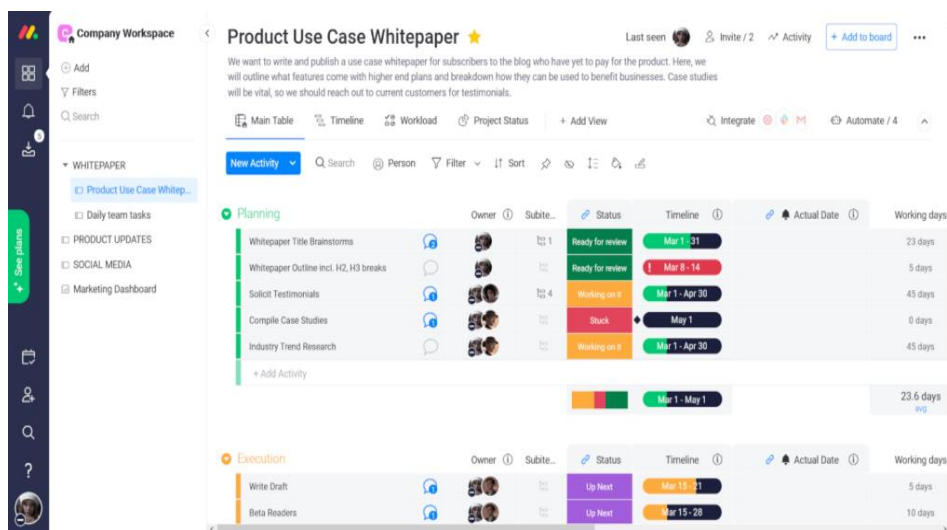 Company Workspace
Add
Filters
Search
WHITEPAPER
Product Use Case Whitep...
Daily team tasks
PRODUCT UPDATES
SOCIAL MEDIA
Marketing Dashboard
5
See plans
?
Product Use Case Whitepaper
Last seen
Invite / 2
Activity
+ Add to board
We want to write and publish a use case whitepaper for subscribers to the blog who have yet to pay for the product. Here, we
will outline what features come with higher end plans and breakdown how they can be used to benefit businesses. Case studies
will be vital, so we should reach out to current customers for testimonials.
Main Table Timeline Workload Project Status + Add View Integrate Automate / 4
New Activity Search Person Filter Sort
Planning Owner Subite... Status Timeline Actual Date Working days
Whitepaper Title Brainstorms 1 Ready for review Mar 1 - 31 23 days
Whitepaper Outline incl. H2, H3 breaks Ready for review ! Mar 8 - 14 5 days
Solicit Testimonials 4 Working on it Mar 1 - Apr 30 45 days
Compile Case Studies Stuck May 1 0 days
Industry Trend Research Working on it Mar 1 - Apr 30 45 days
+ Add Activity
Mar 1 - May 1 23.6 days
avg
Execution Owner Subite... Status Timeline Actual Date Working days
Write Draft Up Next Mar 15 - 21 5 days
Beta Readers Up Next Mar 15 - 28 10 days